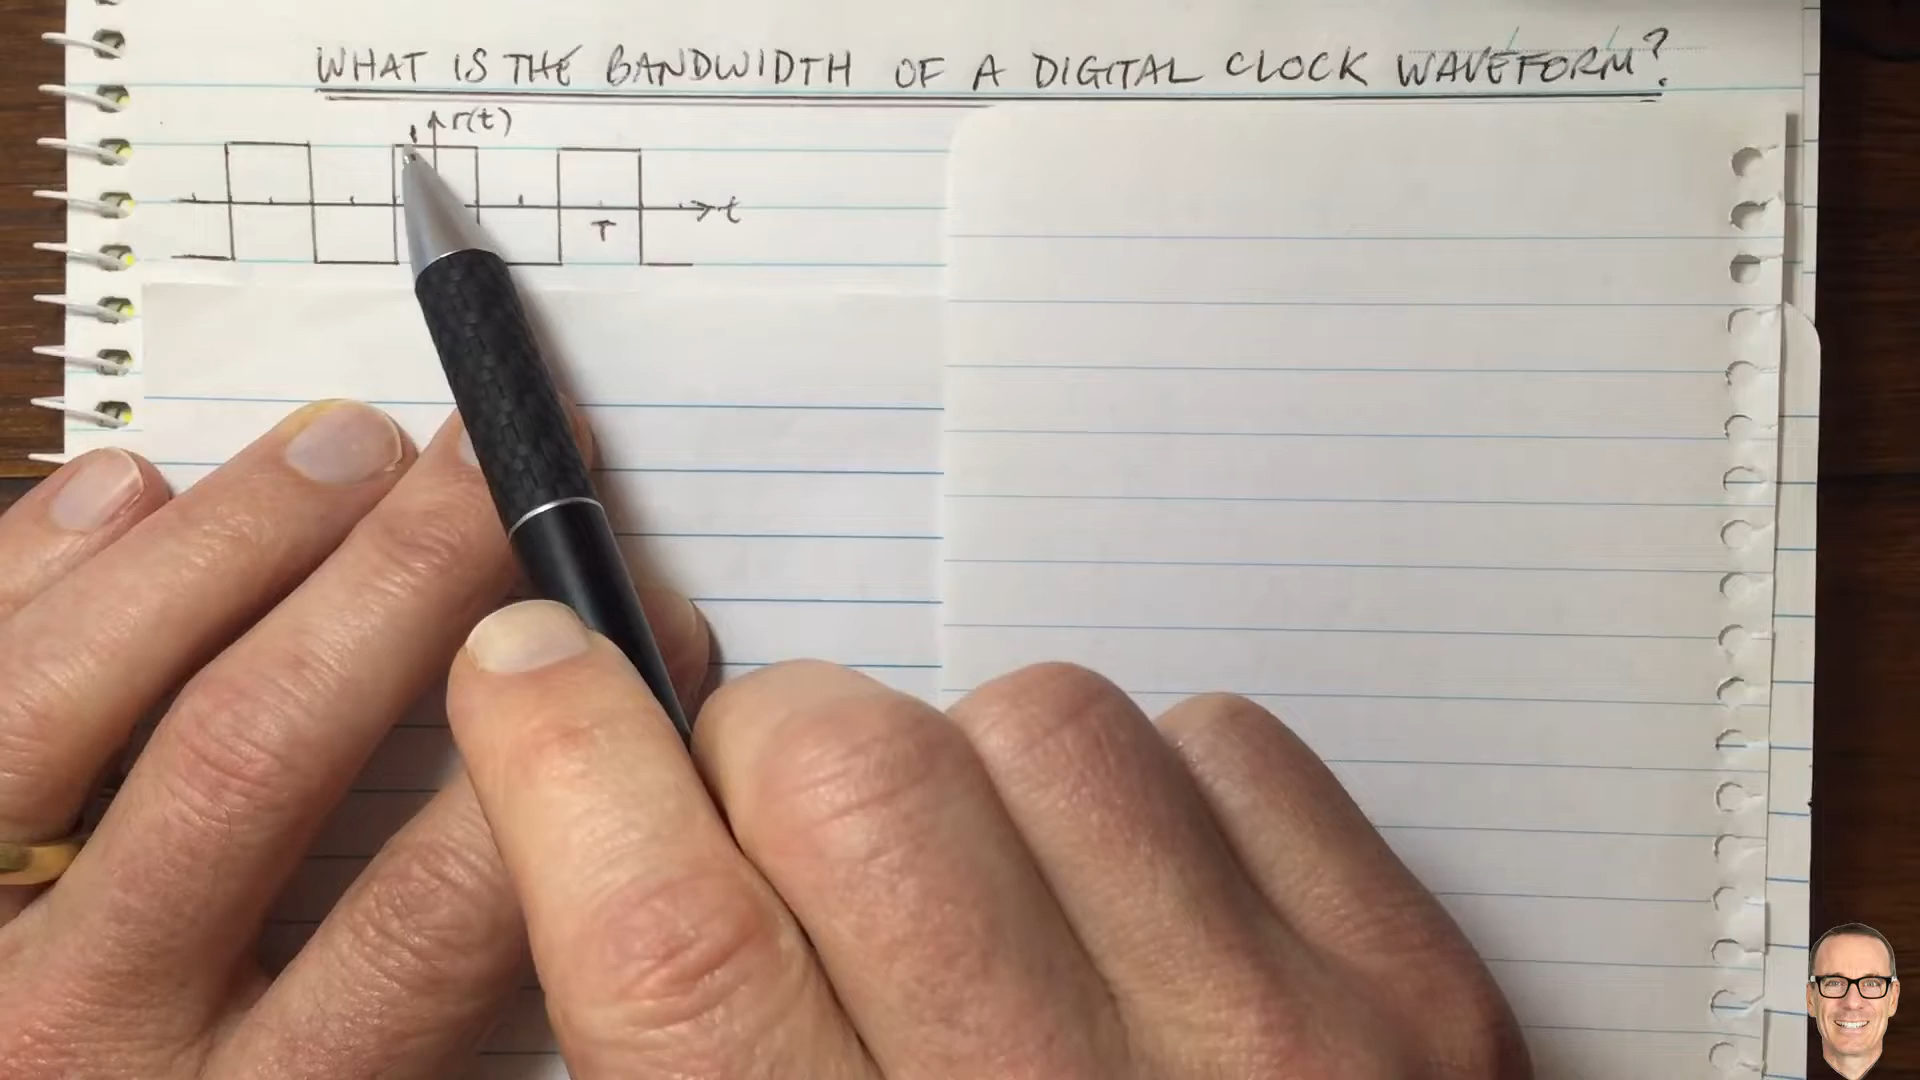 WHAT IS THE BANDWIDTH OF A DIGITAL CLOCK WAVEFORM?
r(t)
t
T